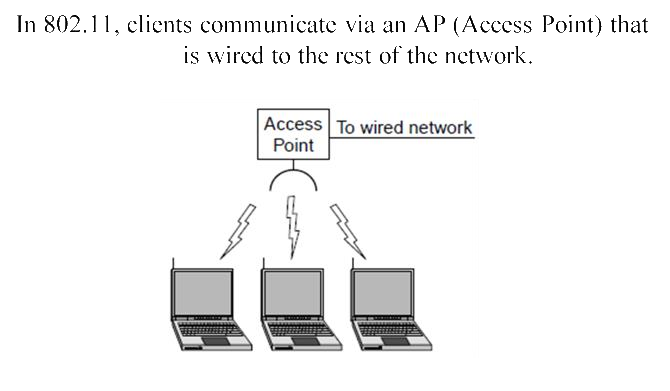 In 802.11, clients communicate via an AP (Access Point) that
is wired to the rest of the network.
Access
Point
To wired network